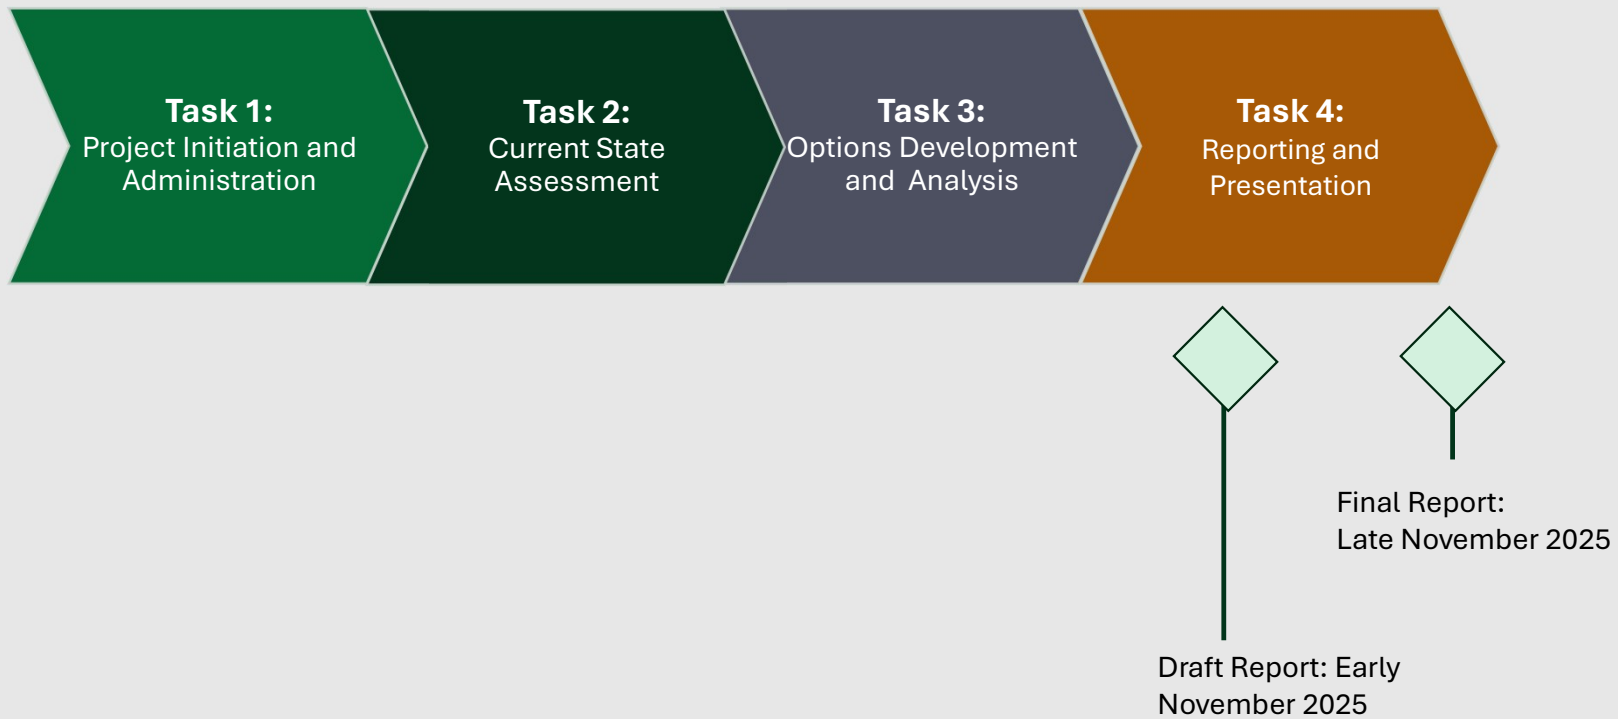 Task 1:
Project Initiation and
Administration
Task 2:
Current State
Assessment
Task 3:
Options Development
and  Analysis
Task 4:
Reporting and
Presentation
Final Report:
Late November 2025
Draft Report: Early
November 2025